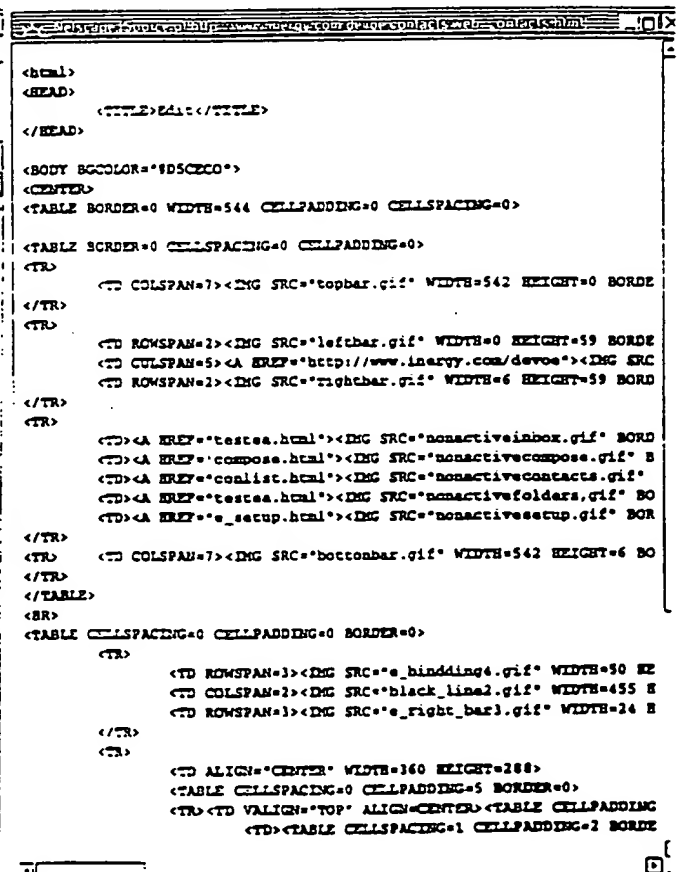 <html>
<HEAD>
<TITLE>Edit</TITLE>
</HEAD>
<BODY BGCOLOR="#D5CECO">
<CENTER>
<TABLE BORDER=0 WIDTH=544 CELLPADDING=0 CELLSPACING=0>
<TABLE BORDER=0 CELLSPACING=0 CELLPADDING=0>
<TR>
<TD COLSPAN=7><IMG SRC="topbar.gif" WIDTH=542 HEIGHT=0 BORDE
</TR>
<TR>
<TD ROWSPAN=2><IMG SRC="leftbar.gif" WIDTH=0 HEIGHT=59 BORDE
<TD CULSPAN=5><A HREF="http://www.inergy.com/devoe"><IMG SRC
<TD ROWSPAN=2><IMG SRC="rightbar.gif" WIDTH=6 HEIGHT=59 BORD
</TR>
<TR>
<TD><A HREF="testea.html"><IMG SRC="nonactiveinbox.gif" BORD
<TD><A HREF='compose.html"><IMG SRC="nonactivecompose.gif" B
<TD><A HREF="conlist.html"><IMG SRC="nonactivecontacts.gif"
<TD><A HREF="testea.html"><IMG SRC="nonactivefolders,gif" BO
<TD><A HREF="e_setup.html"><IMG SRC="nonactivesetup.gif" BOR
</TR>
<TR> <TD COLSPAN=7><IMG SRC="bottonbar.gif" WIDTH=542 HEIGHT=6 BO
</TR>
</TABLE>
<BR>
<TABLE CELLSPACING=0 CELLPADDING=0 BORDER=0>
<TR>
<TD ROWSPAN=3><IMG SRC="e_bindding4.gif" WIDTH=50 HE
<TD COLSPAN=2><IMG SRC="black_line2.gif" WIDTH=455 H
<TD ROWSPAN=3><IMG SRC="e_right_bar3.gif" WIDTH=24 H
</TR>
<TR>
<TD ALIGN="CENTER" WIDTH=360 HEIGHT=288>
<TABLE CELLSPACING=0 CELLPADDING=5 BORDER=0>
<TR><TD VALIGN="TOP" ALIGN=CENTER><TABLE CELLPADDING
<TD><TABLE CELLSPACING=1 CELLPADDING=2 BORDE